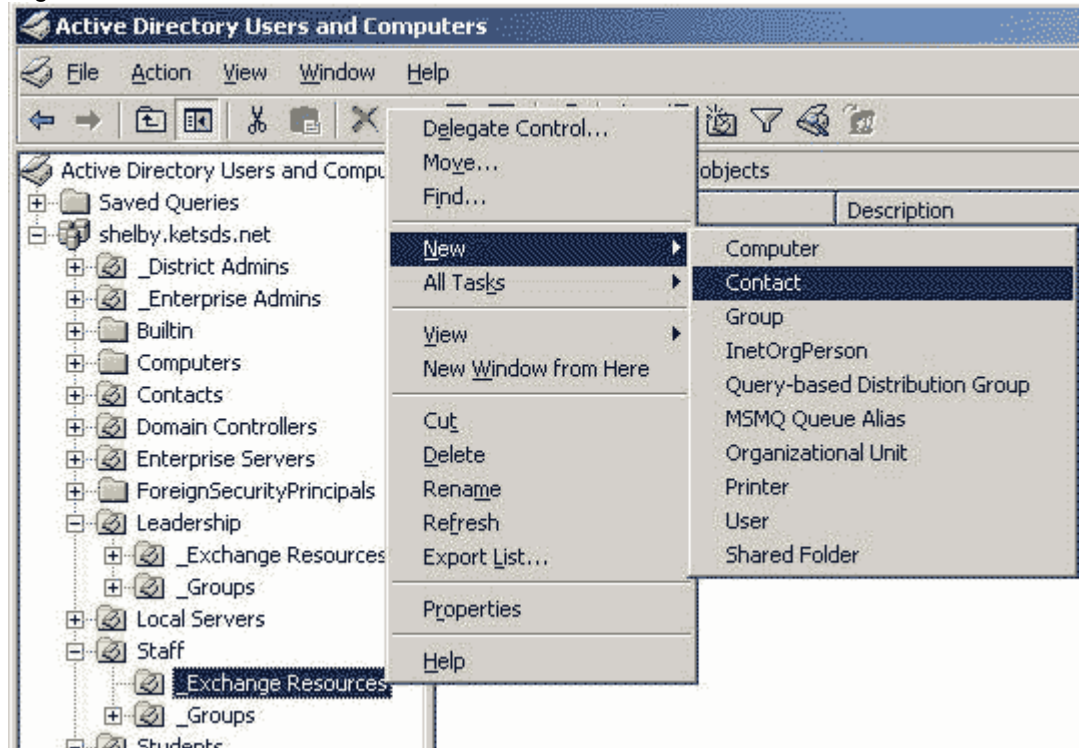 Active Directory Users and Computers
File Action View Window Help
Active Directory Users and Compu
Saved Queries
shelby.ketsds.net
_District Admins
_Enterprise Admins
Builtin
Computers
Contacts
Domain Controllers
Enterprise Servers
ForeignSecurityPrincipals
Leadership
_Exchange Resources
_Groups
Local Servers
Staff
_Exchange Resources
_Groups
Students
Delegate Control...
Move...
Find...
New
All Tasks
View
New Window from Here
Cut
Delete
Rename
Refresh
Export List...
Properties
Help
objects
Description
Computer
Contact
Group
InetOrgPerson
Query-based Distribution Group
MSMQ Queue Alias
Organizational Unit
Printer
User
Shared Folder